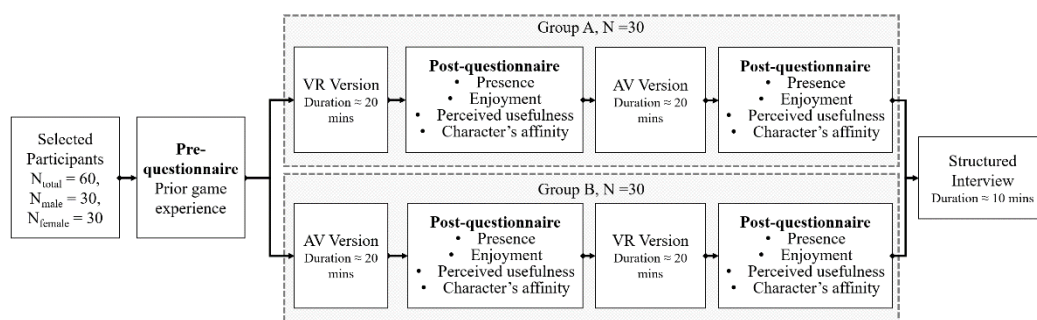 Selected
Participants
N_total = 60,
N_male = 30,
N_female = 30
Pre-
questionnaire
Prior game
experience
Group A, N =30
VR Version
Duration ≈ 20
mins
Post-questionnaire
• Presence
• Enjoyment
• Perceived usefulness
• Character's affinity
AV Version
Duration ≈ 20
mins
Post-questionnaire
• Presence
• Enjoyment
• Perceived usefulness
• Character's affinity
Group B, N =30
AV Version
Duration ≈ 20
mins
Post-questionnaire
• Presence
• Enjoyment
• Perceived usefulness
• Character's affinity
VR Version
Duration ≈ 20
mins
Post-questionnaire
• Presence
• Enjoyment
• Perceived usefulness
• Character's affinity
Structured
Interview
Duration ≈ 10 mins